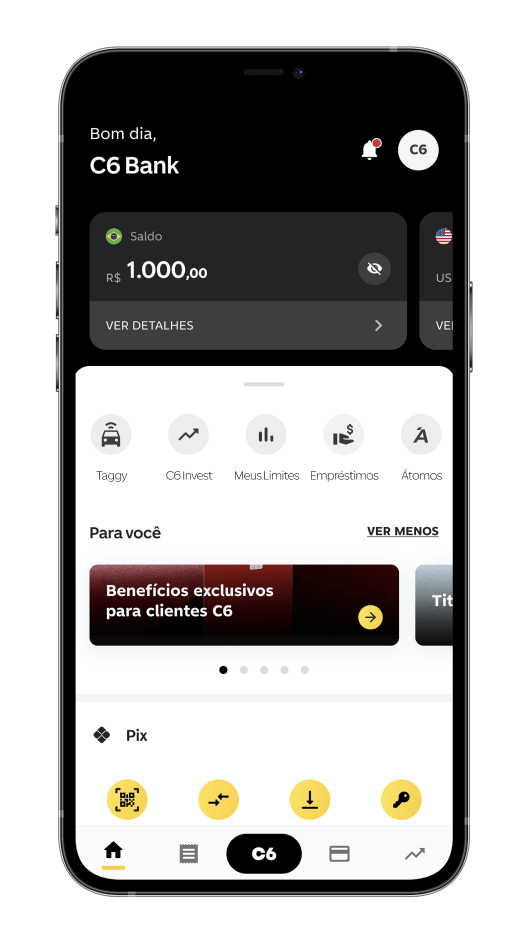 Bom dia,
C6 Bank
C6
Saldo
R$ 1.000,00
US
VER DETALHES
Taggy
C6 Invest
Meus Limites
Empréstimos
Átomos
Para você
VER MENOS
Benefícios exclusivos
para clientes C6
Tit
Pix
C6